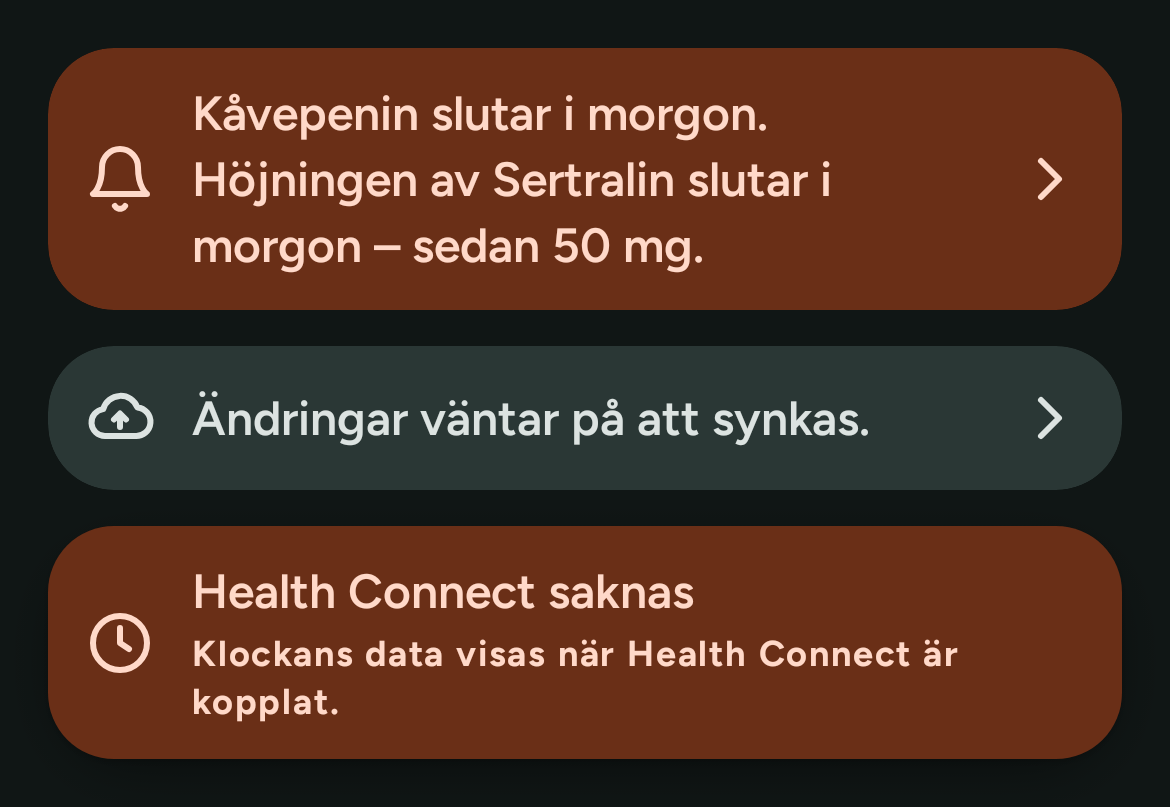 Kåvepenin slutar i morgon.
Höjningen av Sertralin slutar i
morgon – sedan 50 mg.
Ändringar väntar på att synkas.
Health Connect saknas
Klockans data visas när Health Connect är
kopplat.